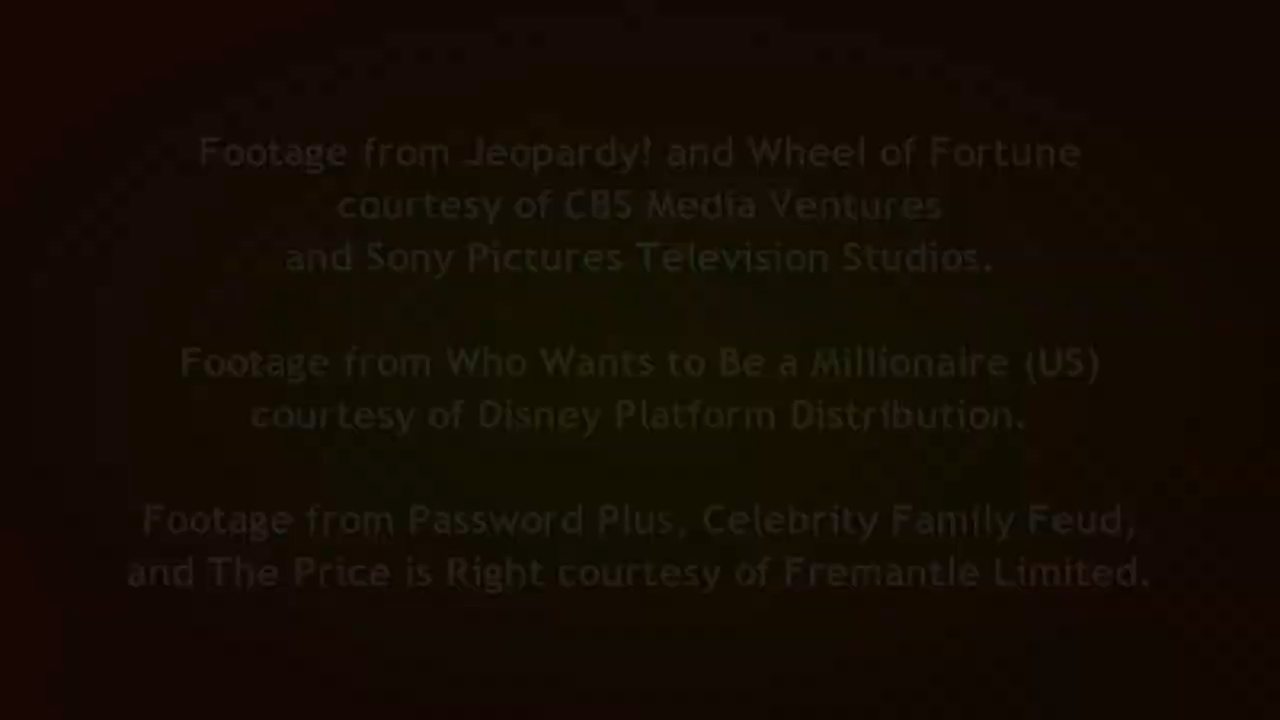 Footage from Jeopardy! and Wheel of Fortune
courtesy of CBS Media Ventures
and Sony Pictures Television Studios.
Footage from Who Wants to Be a Millionaire (US)
courtesy of Disney Platform Distribution.
Footage from Password Plus, Celebrity Family Feud,
and The Price is Right courtesy of Fremantle Limited.